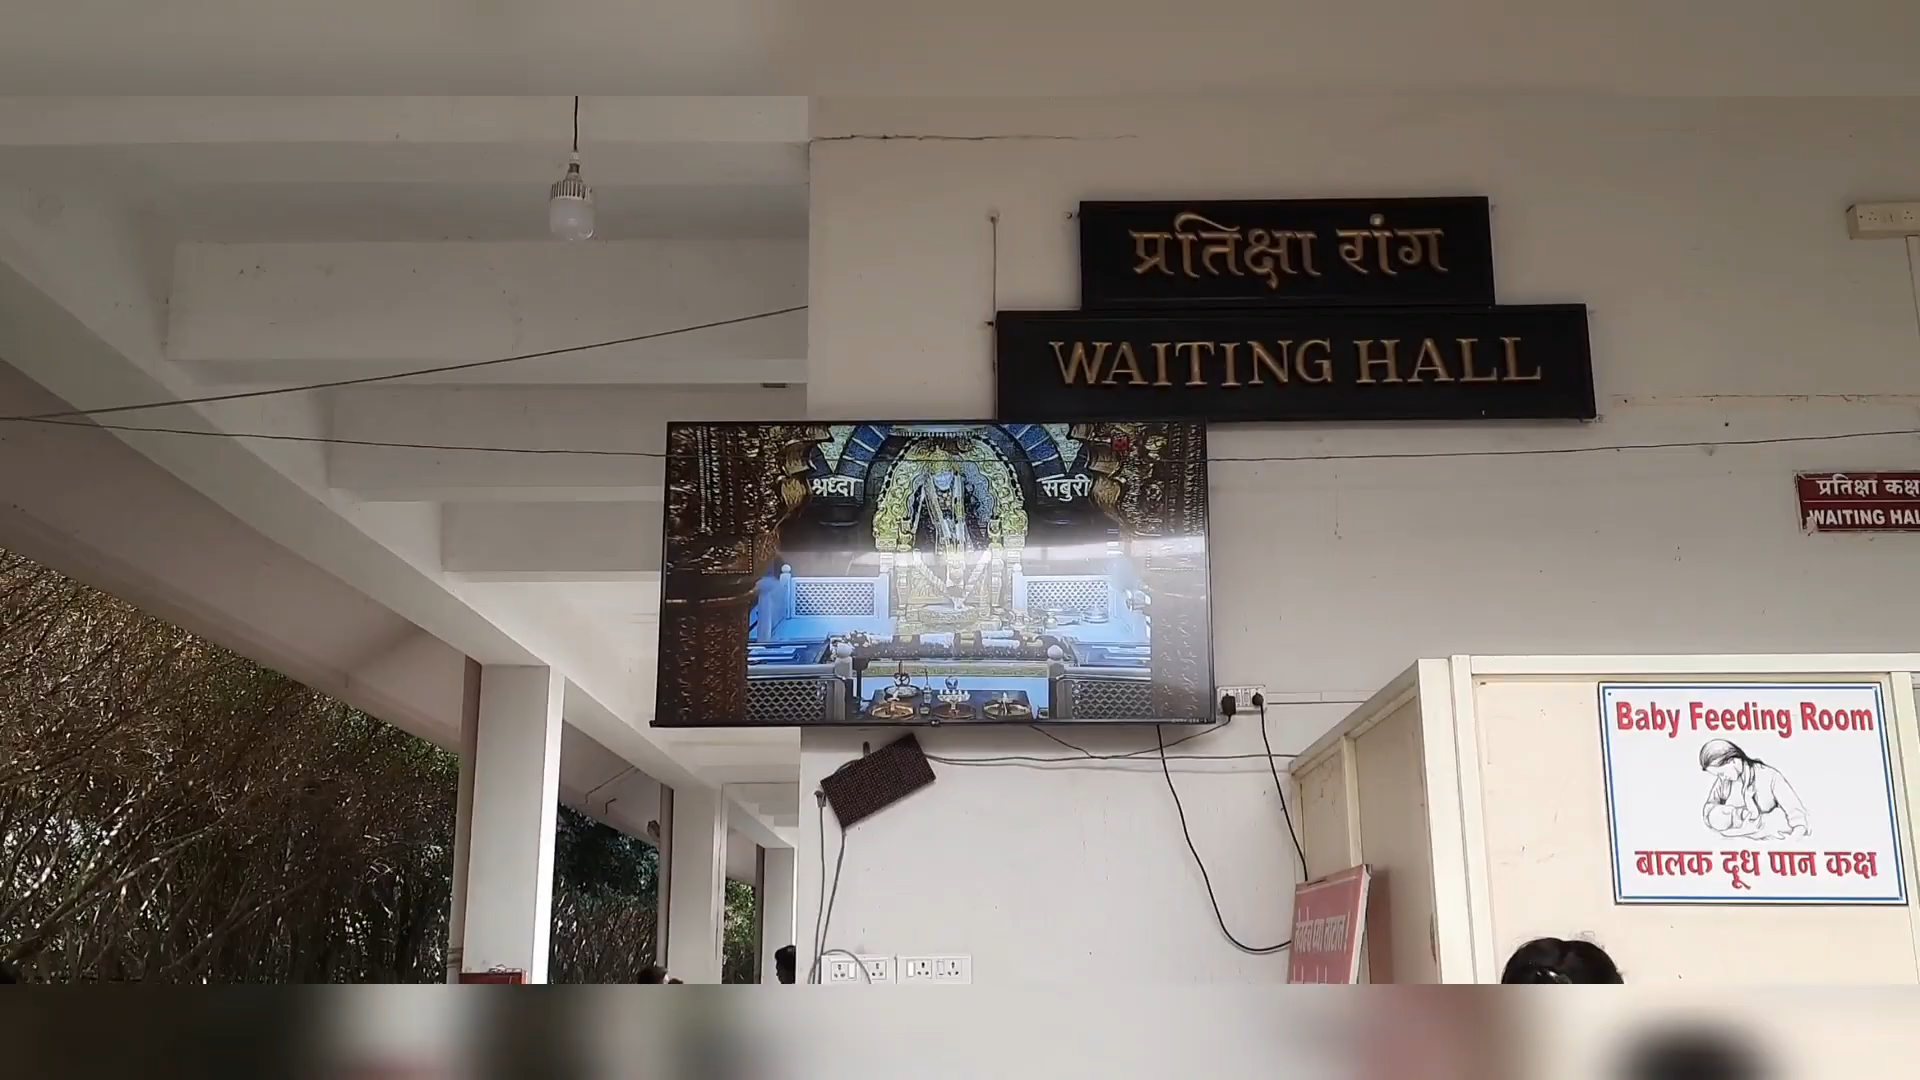 प्रतिक्षा रांग
WAITING HALL
श्रध्दा
सबुरी
प्रतिक्षा कक्ष
WAITING HAL
Baby Feeding Room
बालक दूध पान कक्ष